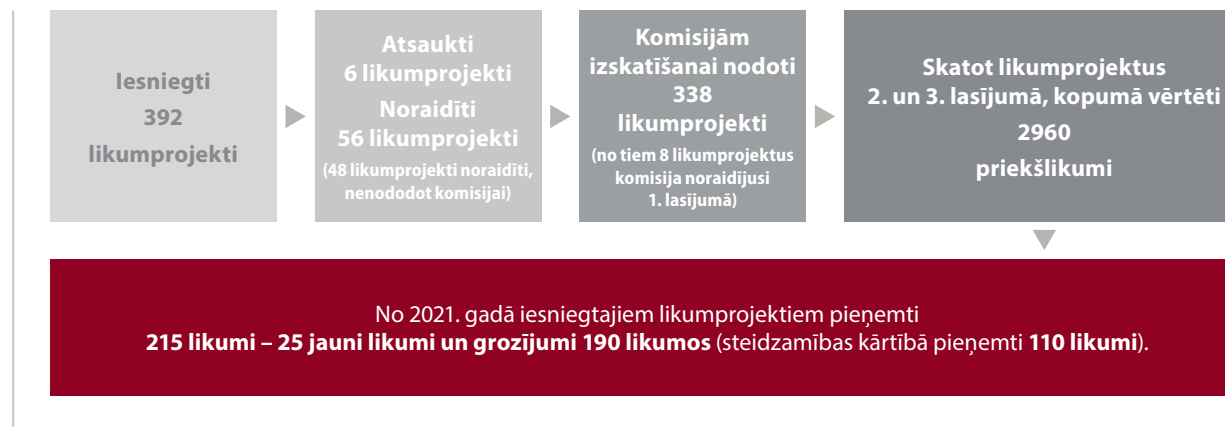 Iesniegti
392
likumprojekti
Atsaukti
6 likumprojekti
Noraidīti
56 likumprojekti
(48 likumprojekti noraidīti,
nenododot komisijai)
Komisijām
izskatīšanai nodoti
338
likumprojekti
(no tiem 8 likumprojektus
komisija noraidījusi
1. lasījumā)
Skatot likumprojektus
2. un 3. lasījumā, kopumā vērtēti
2960
priekšlikumi
No 2021. gadā iesniegtajiem likumprojektiem pieņemti
215 likumi – 25 jauni likumi un grozījumi 190 likumos (steidzamības kārtībā pieņemti 110 likumi).